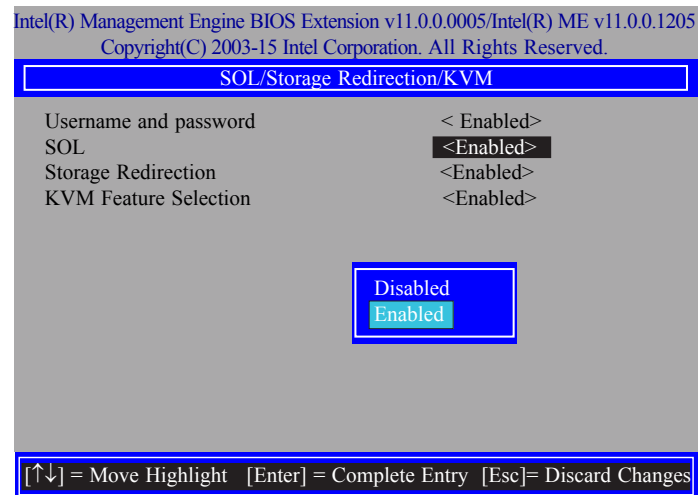 Intel(R) Management Engine BIOS Extension v11.0.0.0005/Intel(R) ME v11.0.0.1205
Copyright(C) 2003-15 Intel Corporation. All Rights Reserved.
SOL/Storage Redirection/KVM
Username and password < Enabled>
SOL <Enabled>
Storage Redirection <Enabled>
KVM Feature Selection <Enabled>
Disabled
Enabled
[↑↓] = Move Highlight [Enter] = Complete Entry [Esc]= Discard Changes